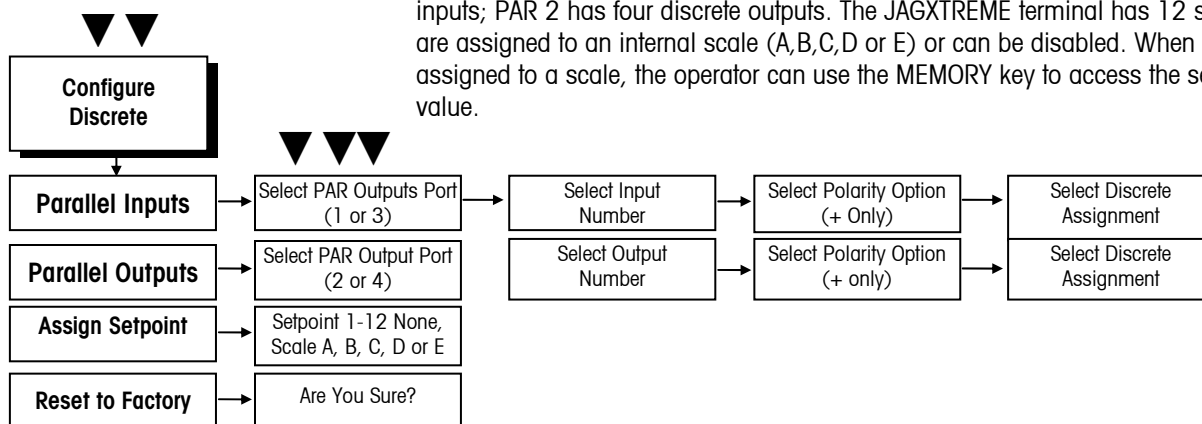 inputs; PAR 2 has four discrete outputs. The JAGXTREME terminal has 12
are assigned to an internal scale (A,B,C,D or E) or can be disabled. When
assigned to a scale, the operator can use the MEMORY key to access the
value.
Configure
Discrete
Parallel Inputs
Select PAR Outputs Port
(1 or 3)
Select Input
Number
Select Polarity Option
(+ Only)
Select Discrete
Assignment
Parallel Outputs
Select PAR Output Port
(2 or 4)
Select Output
Number
Select Polarity Option
(+ only)
Select Discrete
Assignment
Assign Setpoint
Setpoint 1-12 None,
Scale A, B, C, D or E
Reset to Factory
Are You Sure?